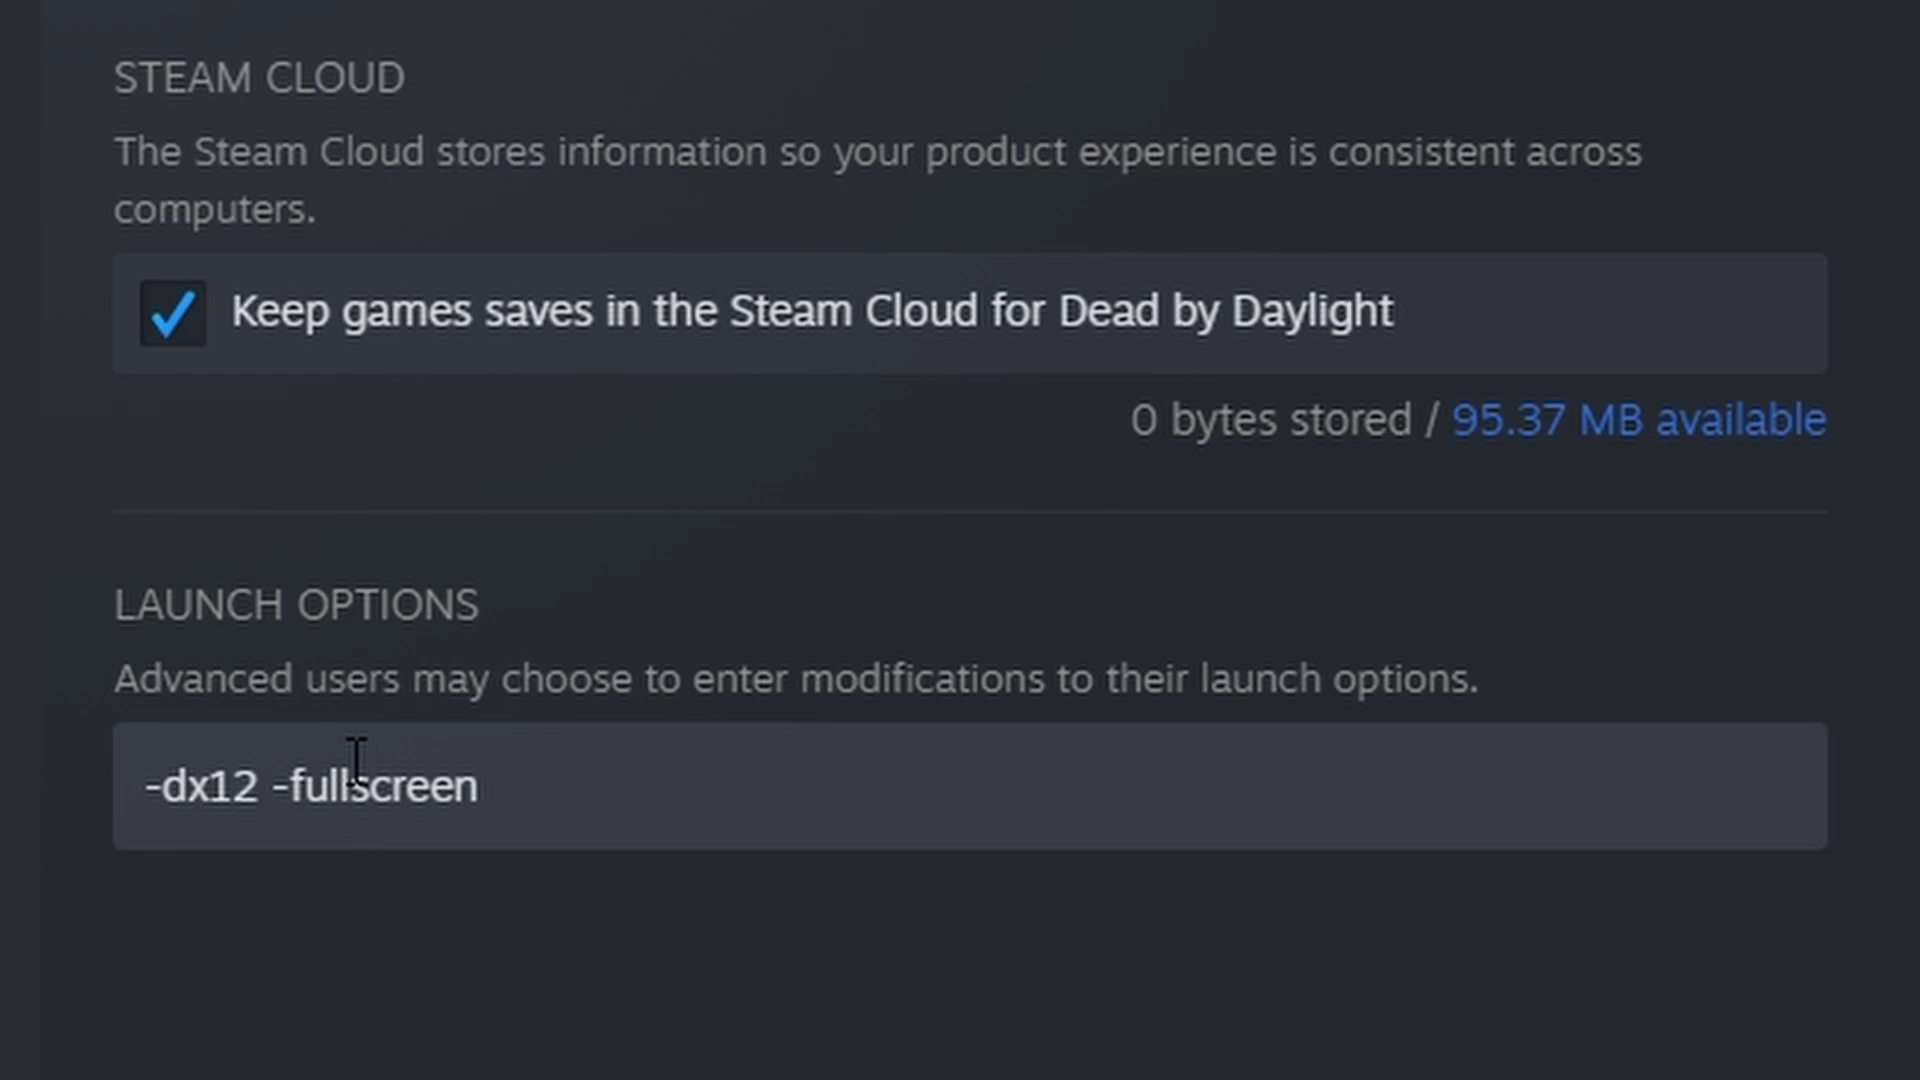 STEAM CLOUD
The Steam Cloud stores information so your product experience is consistent across
computers.
Keep games saves in the Steam Cloud for Dead by Daylight
0 bytes stored / 95.37 MB available
LAUNCH OPTIONS
Advanced users may choose to enter modifications to their launch options.
-dx12 -fullscreen